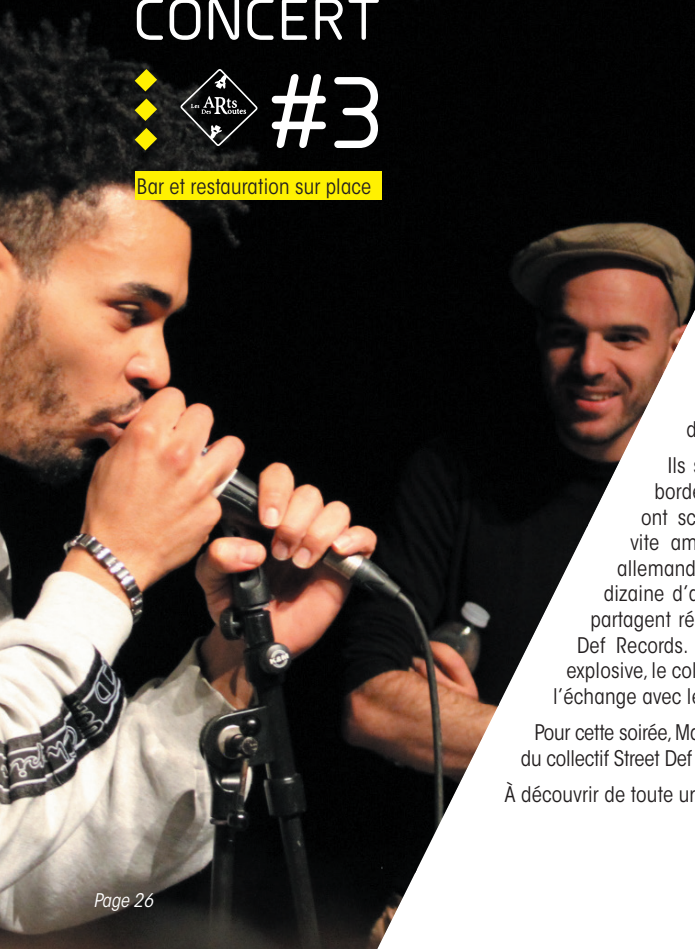 CONCERT
Les ARts
Des Routes
#3
Bar et restauration sur place
d
Ils s
borde
ont sc
vite am
allemand
dizaine d’a
partagent ré
Def Records.
explosive, le col
l’échange avec le
Pour cette soirée, Mo
du collectif Street Def
À découvrir de toute ur
Page 26